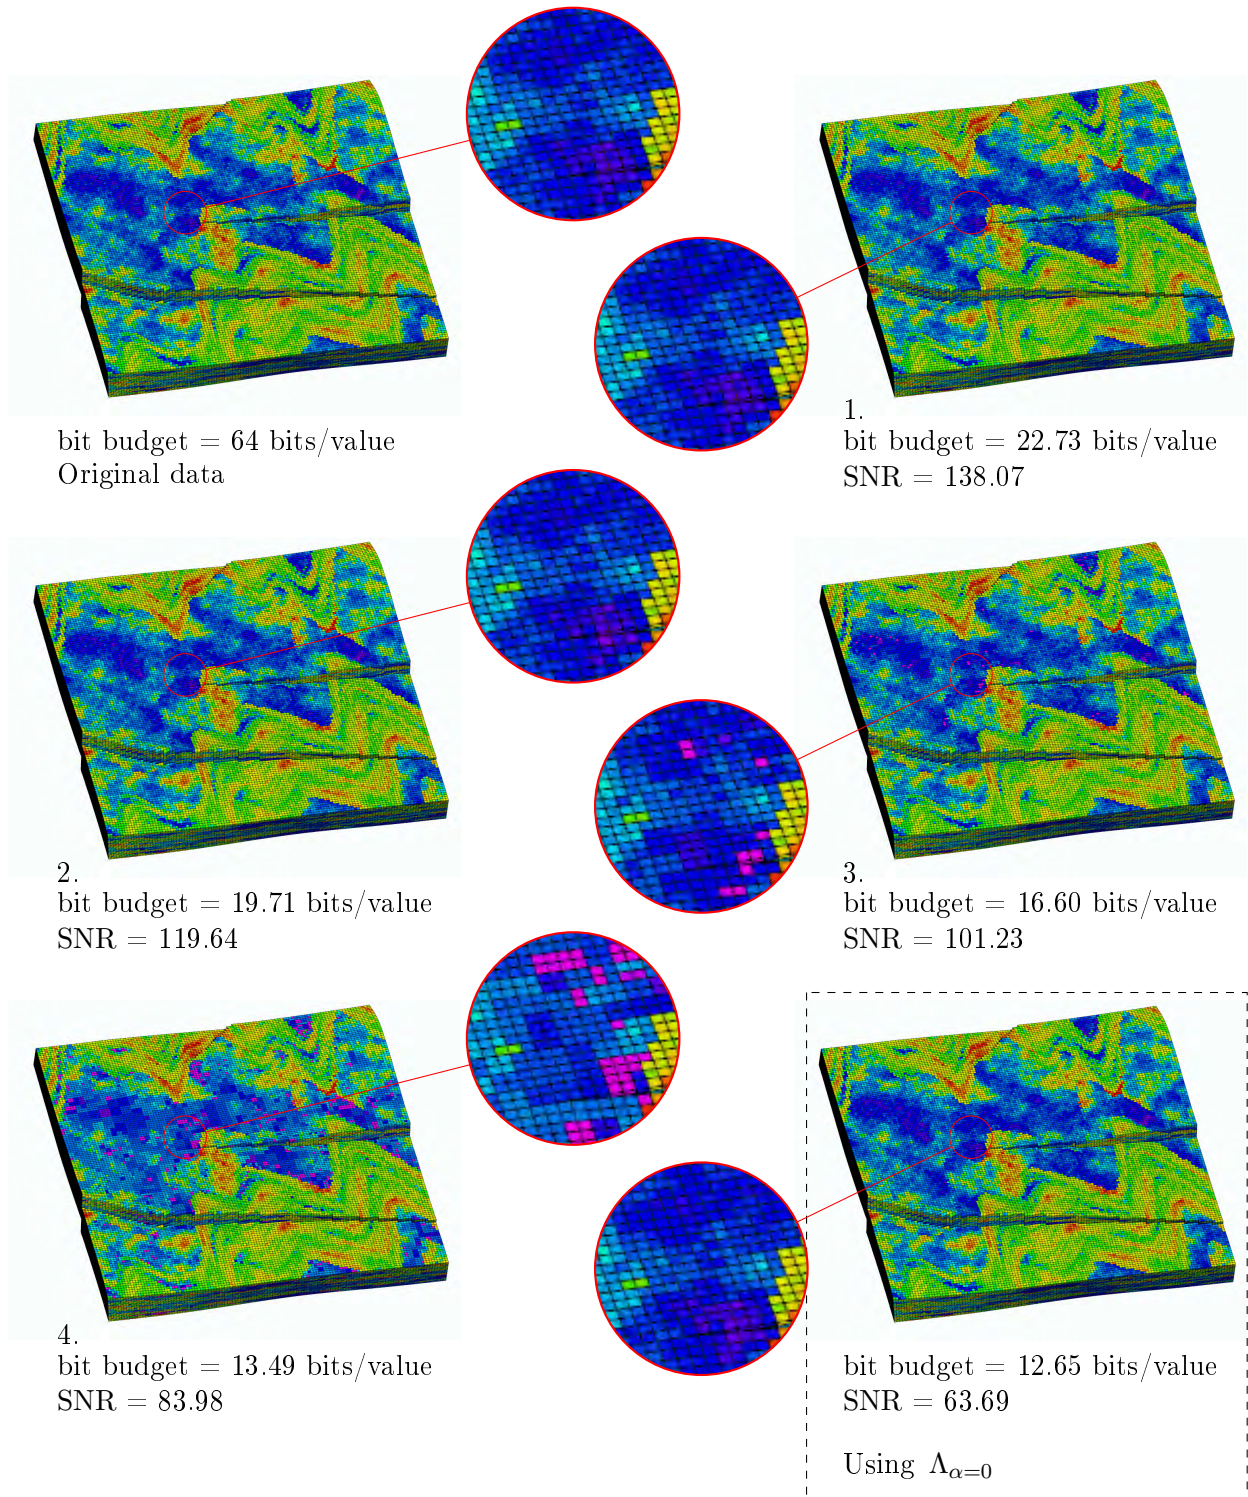 bit budget = 64 bits/value
Original data
1.
bit budget = 22.73 bits/value
SNR = 138.07
2.
bit budget = 19.71 bits/value
SNR = 119.64
3.
bit budget = 16.60 bits/value
SNR = 101.23
4.
bit budget = 13.49 bits/value
SNR = 83.98
bit budget = 12.65 bits/value
SNR = 63.69
Using Λα=0